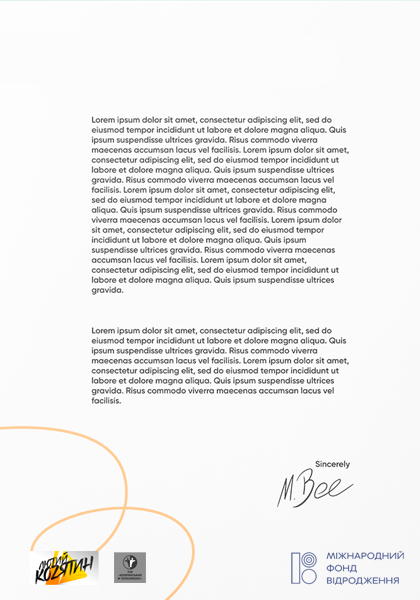 Lorem ipsum dolor sit amet, consectetur adipiscing elit, sed do
eiusmod tempor incididunt ut labore et dolore magna aliqua. Quis
ipsum suspendisse ultrices gravida. Risus commodo viverra
maecenas accumsan lacus vel facilisis. Lorem ipsum dolor sit amet,
consectetur adipiscing elit, sed do eiusmod tempor incididunt ut
labore et dolore magna aliqua. Quis ipsum suspendisse ultrices
gravida. Risus commodo viverra maecenas accumsan lacus vel
facilisis. Lorem ipsum dolor sit amet, consectetur adipiscing elit,
sed do eiusmod tempor incididunt ut labore et dolore magna
aliqua. Quis ipsum suspendisse ultrices gravida. Risus commodo
viverra maecenas accumsan lacus vel facilisis. Lorem ipsum dolor
sit amet, consectetur adipiscing elit, sed do eiusmod tempor
incididunt ut labore et dolore magna aliqua. Quis ipsum
suspendisse ultrices gravida. Risus commodo viverra maecenas
accumsan lacus vel facilisis. Lorem ipsum dolor sit amet,
consectetur adipiscing elit, sed do eiusmod tempor incididunt ut
labore et dolore magna aliqua. Quis ipsum suspendisse ultrices
gravida.
Lorem ipsum dolor sit amet, consectetur adipiscing elit, sed do
eiusmod tempor incididunt ut labore et dolore magna aliqua. Quis
ipsum suspendisse ultrices gravida. Risus commodo viverra
maecenas accumsan lacus vel facilisis. Lorem ipsum dolor sit amet,
consectetur adipiscing elit, sed do eiusmod tempor incididunt ut
labore et dolore magna aliqua. Quis ipsum suspendisse ultrices
gravida. Risus commodo viverra maecenas accumsan lacus vel
facilisis.
Sincerely
M. Bee
КОZЯТИН
МІЖНАРОДНИЙ
ФОНД
ВІДРОДЖЕННЯ